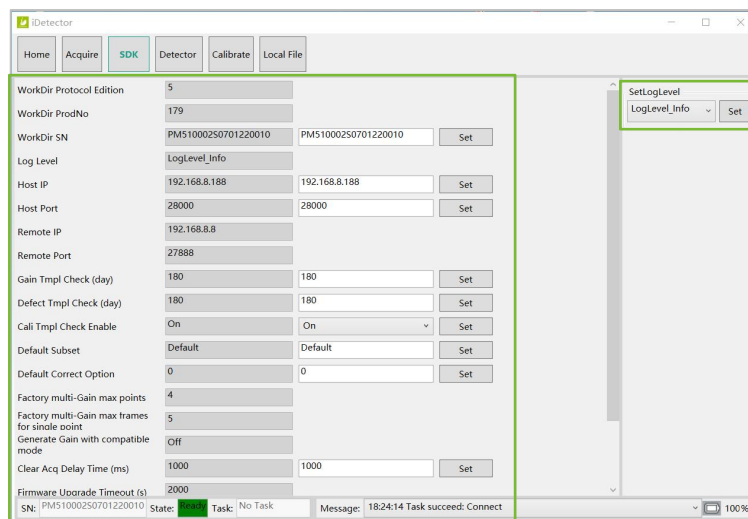 iDetector
Home Acquire SDK Detector Calibrate Local File
WorkDir Protocol Edition 5
SetLogLevel
WorkDir ProdNo 179
LogLevel_Info Set
WorkDir SN PM510002S0701220010 PM510002S0701220010 Set
Log Level LogLevel_Info
Host IP 192.168.8.188 192.168.8.188 Set
Host Port 28000 28000 Set
Remote IP 192.168.8.8
Remote Port 27888
Gain Tmpl Check (day) 180 180 Set
Defect Tmpl Check (day) 180 180 Set
Cali Tmpl Check Enable On On Set
Default Subset Default Default Set
Default Correct Option 0 0 Set
Factory multi-Gain max points 4
Factory multi-Gain max frames
for single point 5
Generate Gain with compatible
mode Off
Clear Acq Delay Time (ms) 1000 1000 Set
Firmware Upgrade Timeout (s) 2000
SN: PM510002S0701220010 State: Ready Task: No Task Message: 18:24:14 Task succeed: Connect 100%